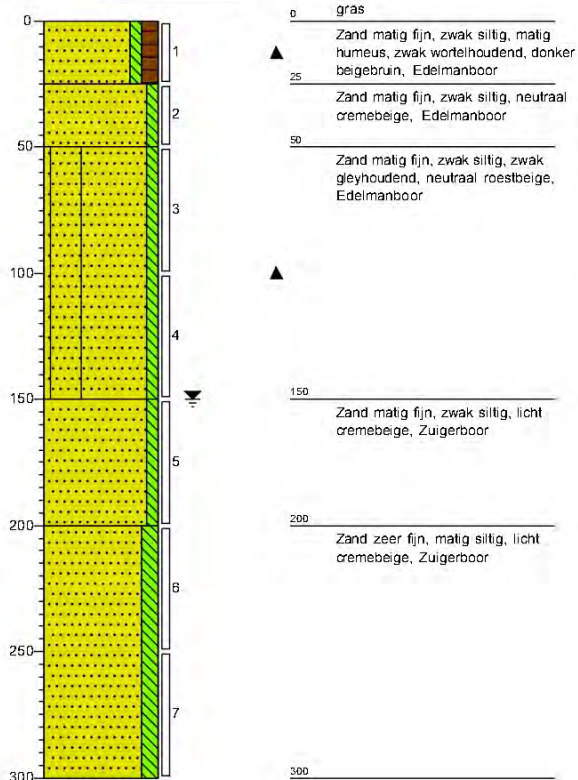 0
50
100
150
200
250
300
1
2
3
4
5
6
7
0
gras
Zand matig fijn, zwak siltig, matig
humeus, zwak wortelhoudend, donker
beigebruin, Edelmanboor
25
Zand matig fijn, zwak siltig, neutraal
cremebeige, Edelmanboor
50
Zand matig fijn, zwak siltig, zwak
gleyhoudend, neutraal roestbeige,
Edelmanboor
150
Zand matig fijn, zwak siltig, licht
cremebeige, Zuigerboor
200
Zand zeer fijn, matig siltig, licht
cremebeige, Zuigerboor
300